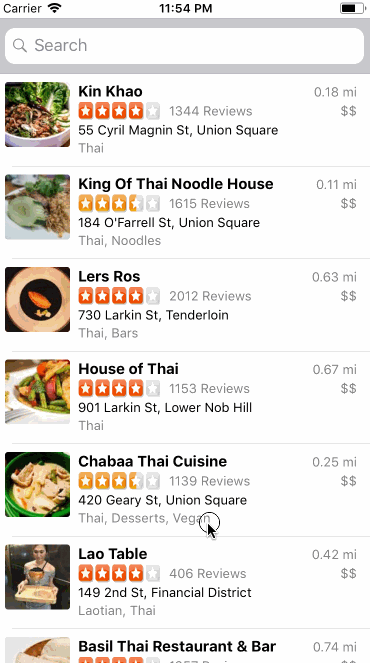 Carrier 11:54 PM
Search
Kin Khao 0.18 mi
1344 Reviews $$
55 Cyril Magnin St, Union Square
Thai
King Of Thai Noodle House 0.11 mi
1615 Reviews $$
184 O'Farrell St, Union Square
Thai, Noodles
Lers Ros 0.63 mi
2012 Reviews $$
730 Larkin St, Tenderloin
Thai, Bars
House of Thai 0.67 mi
1153 Reviews $$
901 Larkin St, Lower Nob Hill
Thai
Chabaa Thai Cuisine 0.25 mi
1139 Reviews $$
420 Geary St, Union Square
Thai, Desserts, Vegan
Lao Table 0.42 mi
406 Reviews $$
149 2nd St, Financial District
Laotian, Thai
Basil Thai Restaurant & Bar 0.74 mi